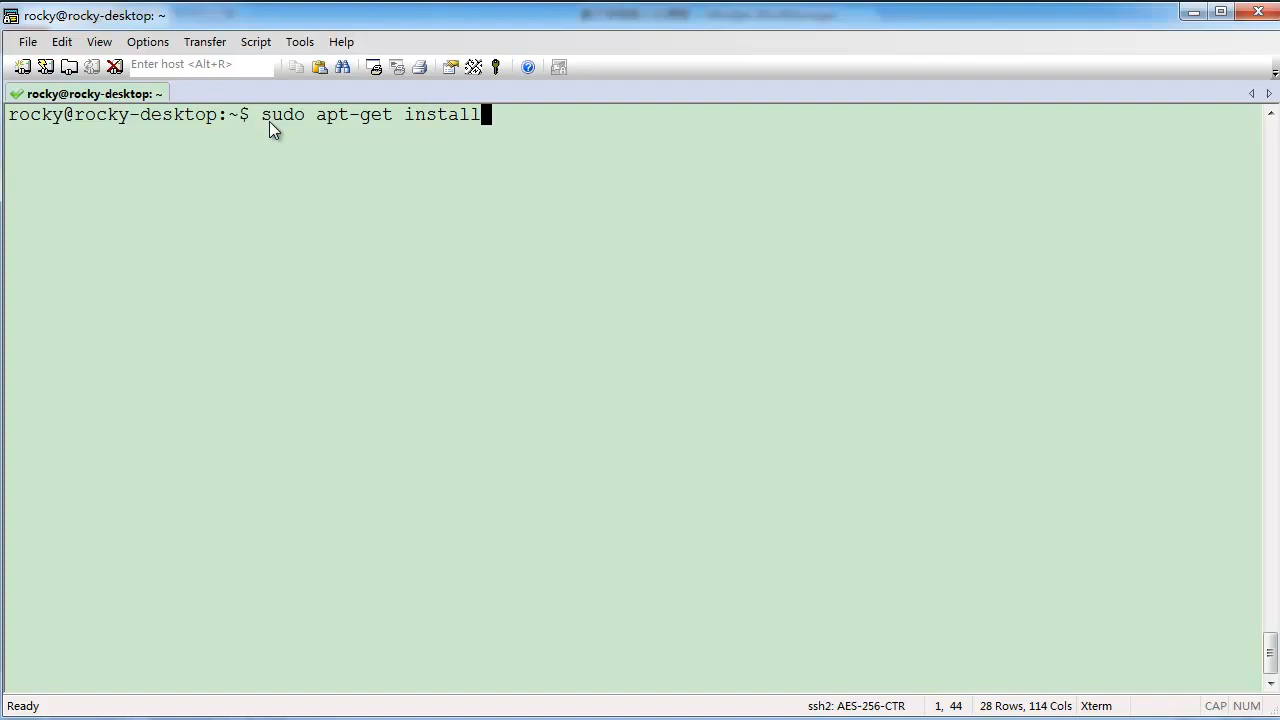 rocky@rocky-desktop: ~
File Edit View Options Transfer Script Tools Help
Enter host <Alt+R>
rocky@rocky-desktop: ~
rocky@rocky-desktop:~$ sudo apt-get install
Ready ssh2: AES-256-CTR 1, 44 28 Rows, 114 Cols Xterm CAP NUM